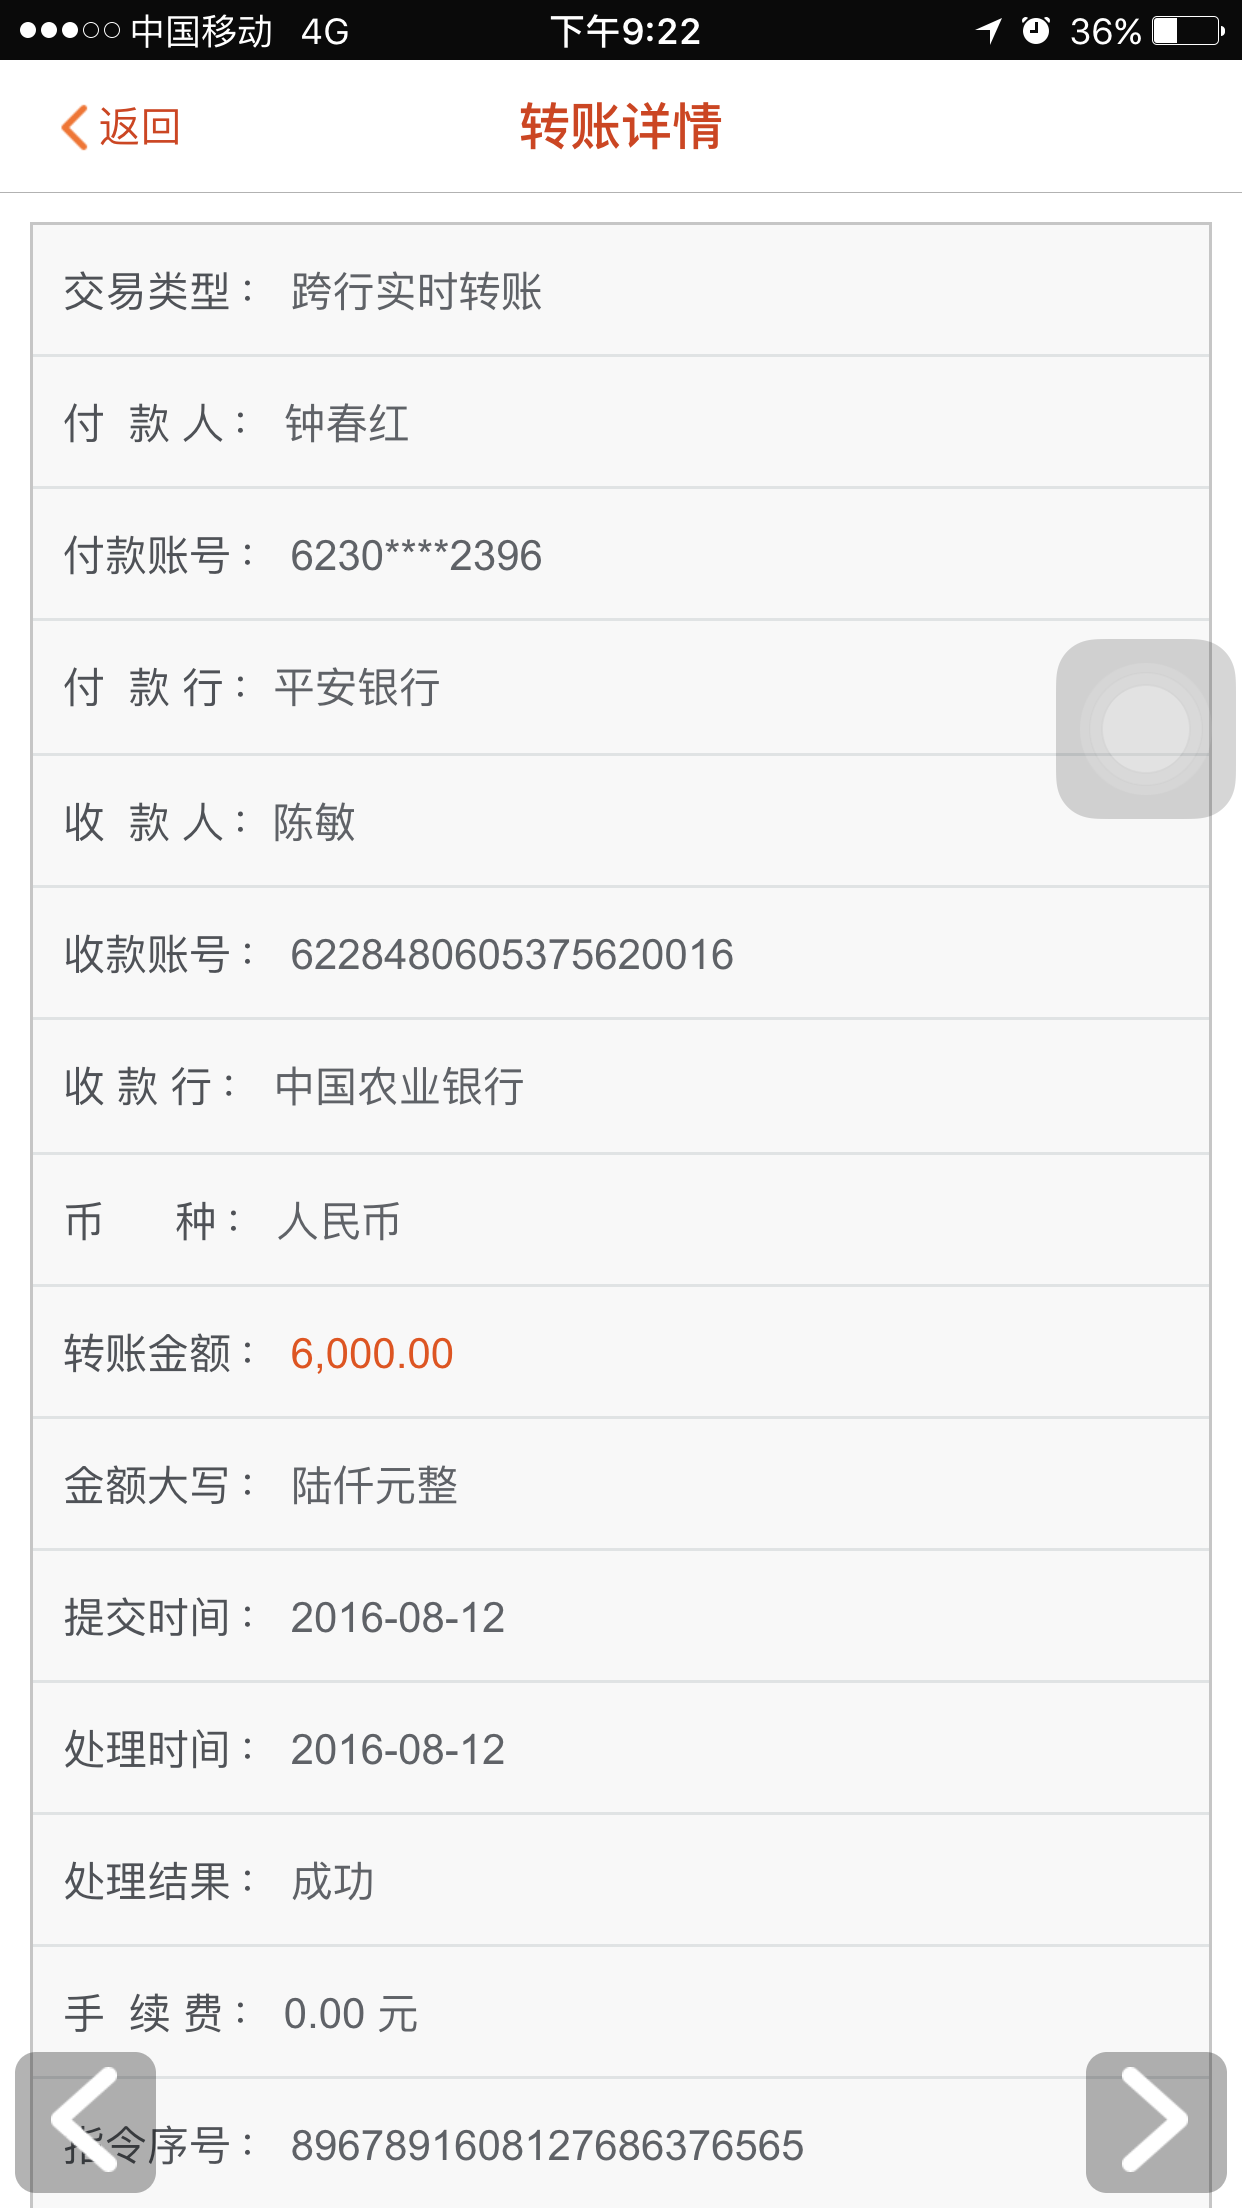 中国移动 4G 下午9:22 36%
返回 转账详情
交易类型： 跨行实时转账
付 款 人： 钟春红
付款账号： 6230****2396
付 款 行： 平安银行
收 款 人： 陈敏
收款账号： 6228480605375620016
收 款 行： 中国农业银行
币 种： 人民币
转账金额： 6,000.00
金额大写： 陆仟元整
提交时间： 2016-08-12
处理时间： 2016-08-12
处理结果： 成功
手 续 费： 0.00 元
指令序号： 8967891608127686376565